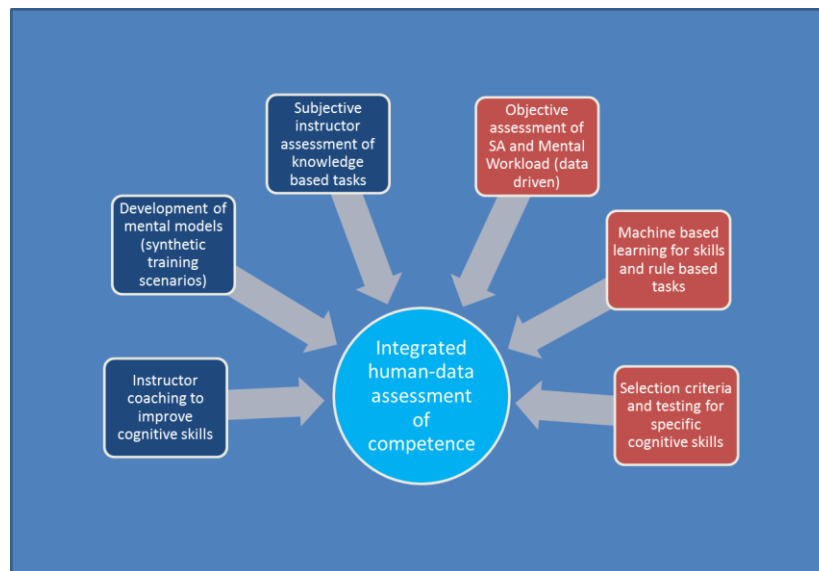 Subjective
instructor
assessment of
knowledge
based tasks
Objective
assessment of
SA and Mental
Workload (data
driven)
Development of
mental models
(synthetic
training
scenarios)
Machine based
learning for skills
and rule based
tasks
Instructor
coaching to
improve
cognitive skills
Integrated
human-data
assessment
of
competence
Selection criteria
and testing for
specific
cognitive skills